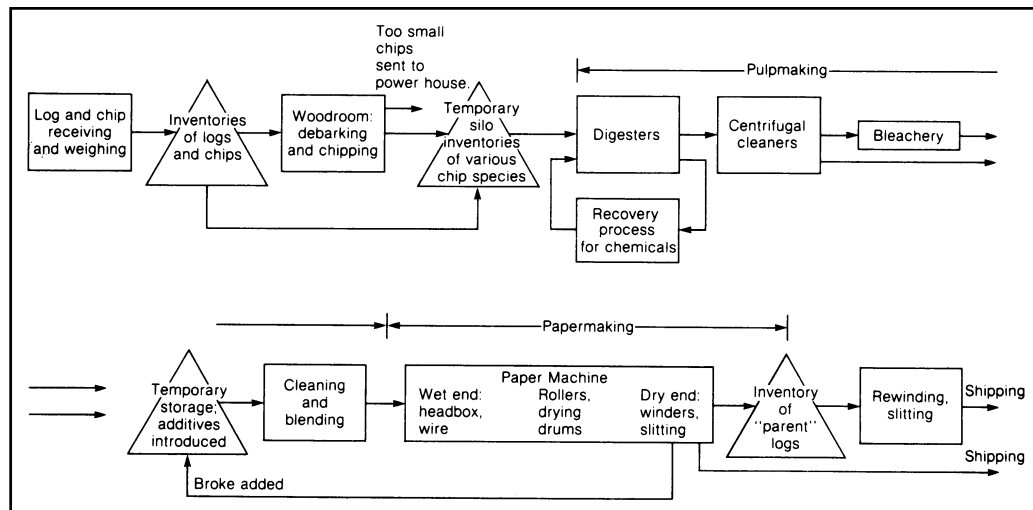 Too small
chips
sent to
power house.
Pulpmaking
Log and chip
receiving
and weighing
Inventories
of logs
and chips
Woodroom:
debarking
and chipping
Temporary
silo
inventories
of various
chip species
Digesters
Centrifugal
cleaners
Bleachery
Recovery
process
for chemicals
Papermaking
Temporary
storage;
additives
introduced
Cleaning
and
blending
Paper Machine
Wet end:
headbox,
wire
Rollers,
drying
drums
Dry end:
winders,
slitting
Inventory
of
"parent"
logs
Rewinding,
slitting
Shipping
Shipping
Broke added